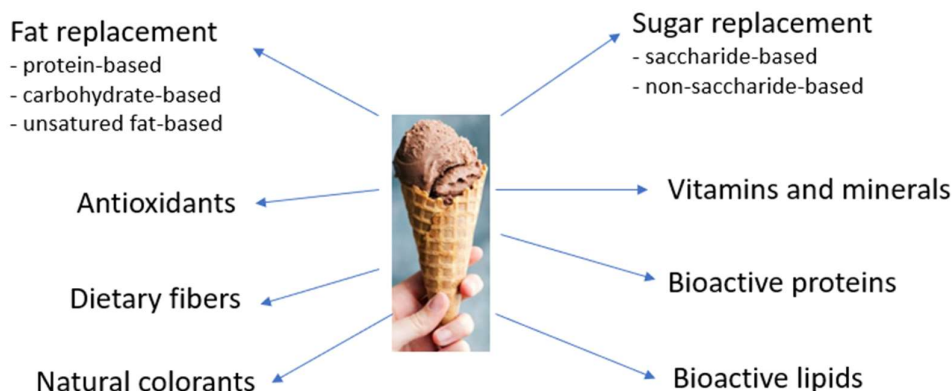 Fat replacement
- protein-based
- carbohydrate-based
- unsatured fat-based
Antioxidants
Dietary fibers
Natural colorants
Sugar replacement
- saccharide-based
- non-saccharide-based
Vitamins and minerals
Bioactive proteins
Bioactive lipids